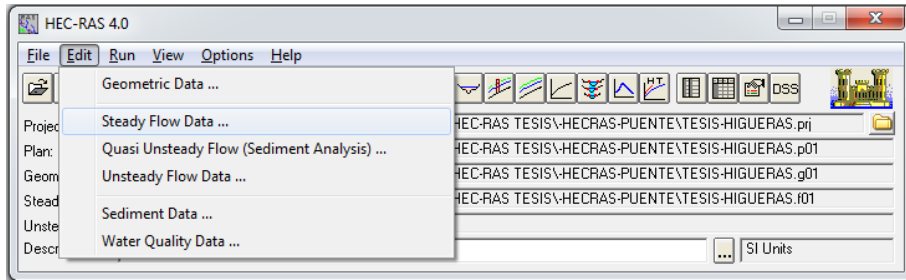 HEC-RAS 4.0
File Edit Run View Options Help
Geometric Data ...
HT
DSS
Projec
Steady Flow Data ...
HEC-RAS TESIS\-HECRAS-PUENTE\TESIS-HIGUERAS.prj
Plan:
Quasi Unsteady Flow (Sediment Analysis) ...
HEC-RAS TESIS\-HECRAS-PUENTE\TESIS-HIGUERAS.p01
Geom
Unsteady Flow Data ...
HEC-RAS TESIS\-HECRAS-PUENTE\TESIS-HIGUERAS.g01
Stead
HEC-RAS TESIS\-HECRAS-PUENTE\TESIS-HIGUERAS.f01
Sediment Data ...
Unste
Water Quality Data ...
Descr
... SI Units